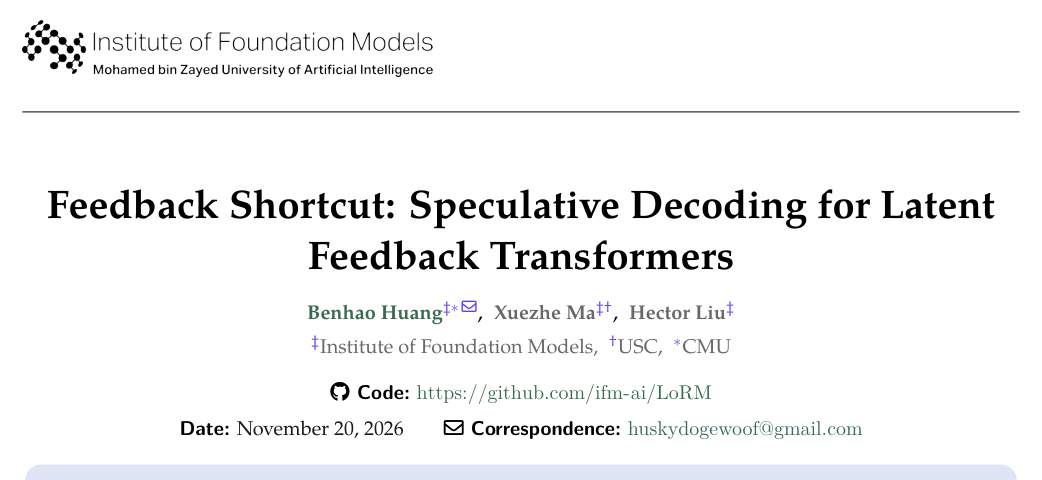 Institute of Foundation Models
Mohamed bin Zayed University of Artificial Intelligence
Feedback Shortcut: Speculative Decoding for Latent
Feedback Transformers
Benhao Huang‡*, Xuezhe Ma‡†, Hector Liu‡
‡Institute of Foundation Models, †USC, *CMU
Code: https://github.com/ifm-ai/LoRM
Date: November 20, 2026 Correspondence: huskydogewoof@gmail.com